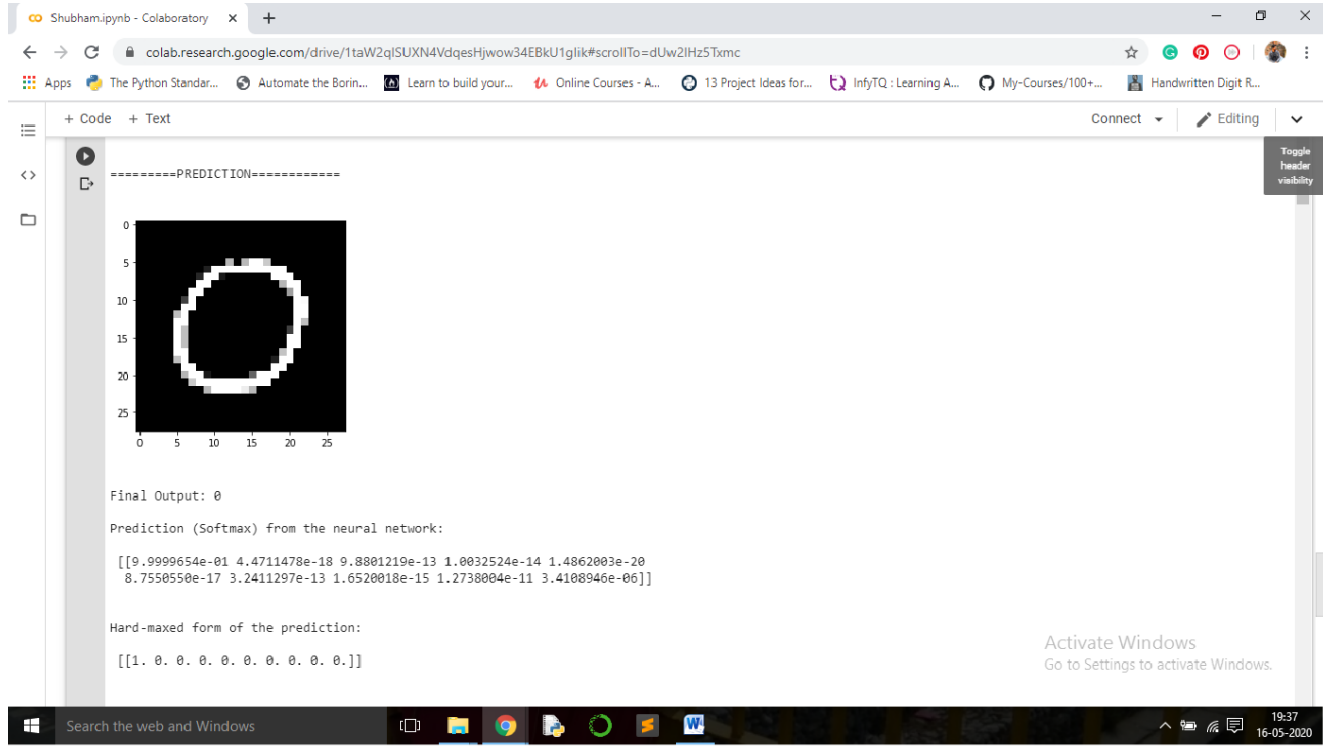 Shubham.ipynb - Colaboratory
colab.research.google.com/drive/1taW2qISUXN4VdqesHjwow34EBkU1gIik#scrollTo=dUw2IHz5Txmc
Apps The Python Standar... Automate the Borin... Learn to build your... Online Courses - A... 13 Project Ideas for... InfyTQ : Learning A... My-Courses/100+... Handwritten Digit R...
+ Code + Text Connect Editing
Toggle
header
visibility
=========PREDICTION============
0
5
10
15
20
25
0 5 10 15 20 25
Final Output: 0
Prediction (Softmax) from the neural network:
[[9.9999654e-01 4.4711478e-18 9.8801219e-13 1.0032524e-14 1.4862003e-20
8.7550550e-17 3.2411297e-13 1.6520018e-15 1.2738004e-11 3.4108946e-06]]
Hard-maxed form of the prediction:
[[1. 0. 0. 0. 0. 0. 0. 0. 0. 0.]]
Activate Windows
Go to Settings to activate Windows.
Search the web and Windows
19:37
16-05-2020